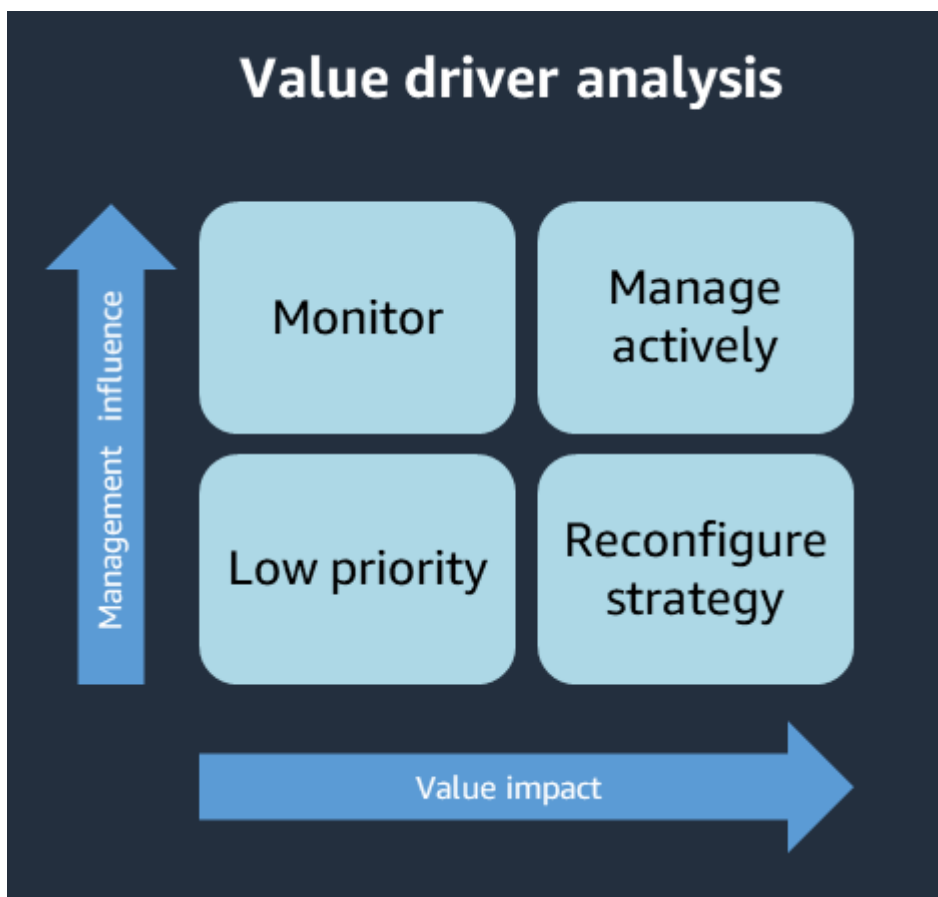 Value driver analysis
Management influence
Monitor
Manage
actively
Low priority
Reconfigure
strategy
Value impact